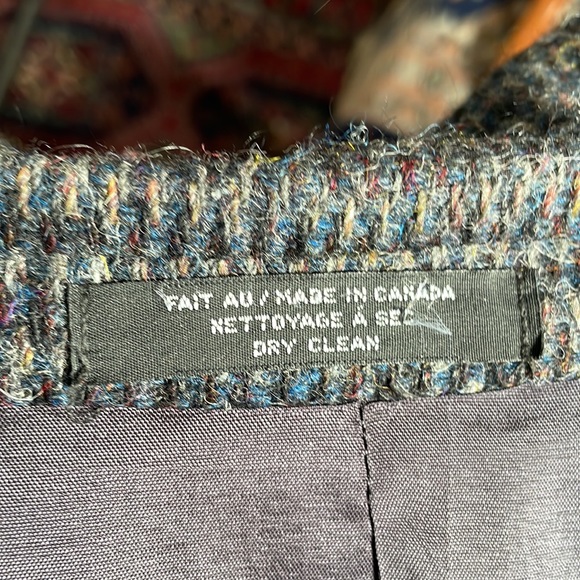 FAIT AU / MADE IN CANADA
NETTOYAGE A SEC
DRY CLEAN